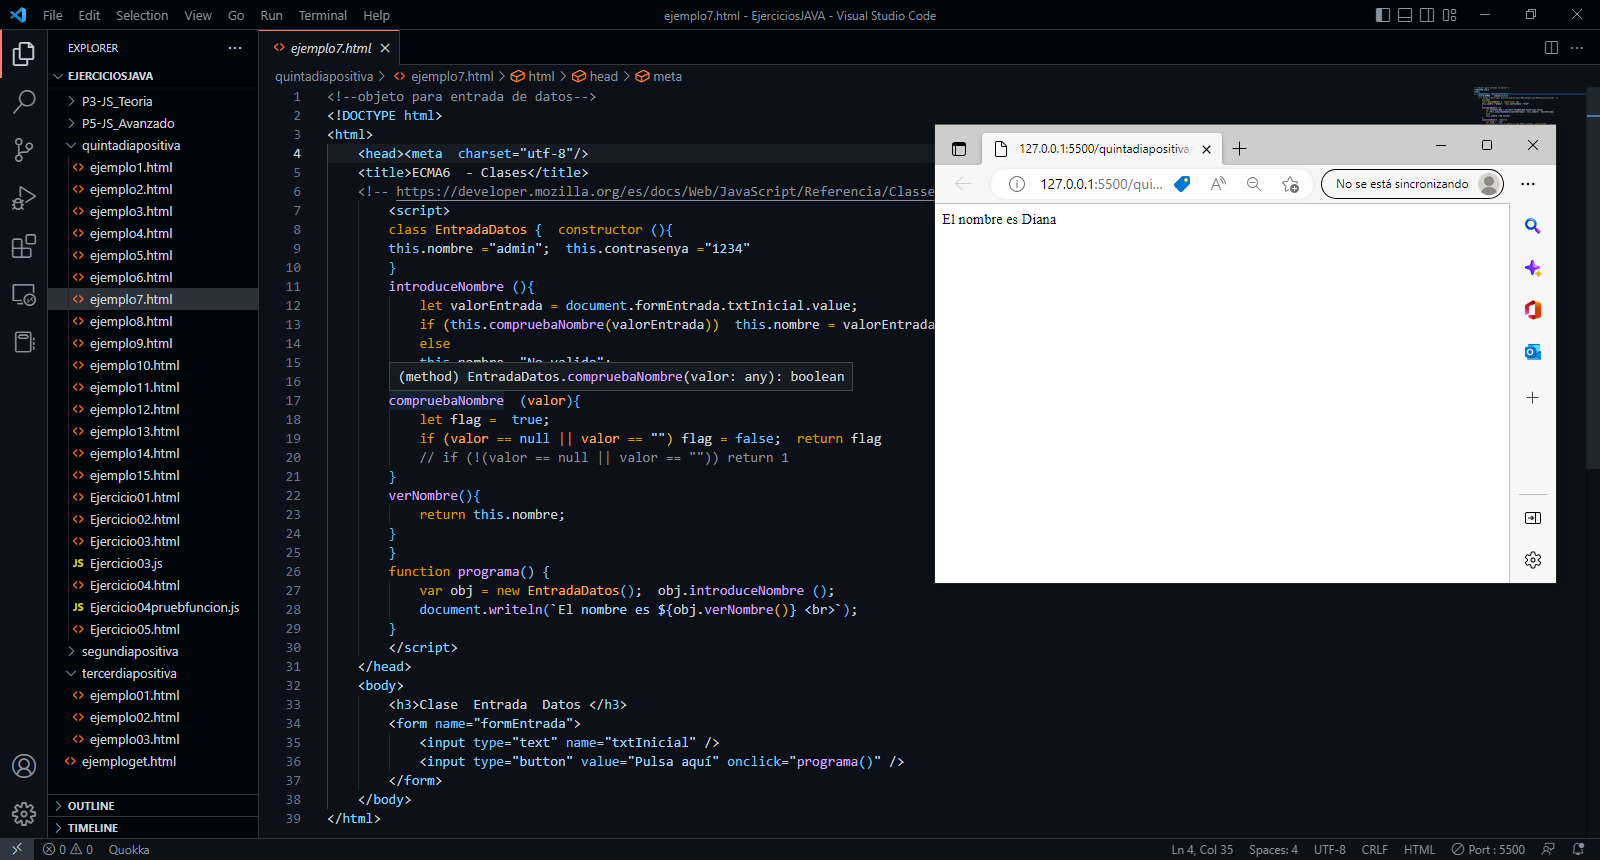 File Edit Selection View Go Run Terminal Help
ejemplo7.html - EjerciciosJAVA - Visual Studio Code
EXPLORER
EJERCICIOSJAVA
P3-JS_Teoria
P5-JS_Avanzado
quintadiapositiva
ejemplo1.html
ejemplo2.html
ejemplo3.html
ejemplo4.html
ejemplo5.html
ejemplo6.html
ejemplo7.html
ejemplo8.html
ejemplo9.html
ejemplo10.html
ejemplo11.html
ejemplo12.html
ejemplo13.html
ejemplo14.html
ejemplo15.html
Ejercicio01.html
Ejercicio02.html
Ejercicio03.html
JS Ejercicio03.js
Ejercicio04.html
JS Ejercicio04pruebfuncion.js
Ejercicio05.html
segundiapositiva
tercerdiapositiva
ejemplo01.html
ejemplo02.html
ejemplo03.html
ejemploget.html
OUTLINE
TIMELINE
ejemplo7.html
quintadiapositiva > ejemplo7.html > html > head > meta
1 <!--objeto para entrada de datos-->
2 <!DOCTYPE html>
3 <html>
4 <head><meta  charset="utf-8"/>
5 <title>ECMA6  - Clases</title>
6 <!-- https://developer.mozilla.org/es/docs/Web/JavaScript/Referencia/Classe
7 <script>
8 class EntradaDatos {  constructor (){
9 this.nombre ="admin";  this.contrasenya ="1234"
10 }
11 introduceNombre (){
12 let valorEntrada = document.formEntrada.txtInicial.value;
13 if (this.compruebaNombre(valorEntrada))  this.nombre = valorEntrada
14 else
15
16 (method) EntradaDatos.compruebaNombre(valor: any): boolean
17 compruebaNombre  (valor){
18 let flag =  true;
19 if (valor == null || valor == "") flag = false;  return flag
20 // if (!(valor == null || valor == "")) return 1
21 }
22 verNombre(){
23 return this.nombre;
24 }
25 }
26 function programa() {
27 var obj = new EntradaDatos();  obj.introduceNombre ();
28 document.writeln(`El nombre es ${obj.verNombre()} <br>`);
29 }
30 </script>
31 </head>
32 <body>
33 <h3>Clase  Entrada  Datos </h3>
34 <form name="formEntrada">
35 <input type="text" name="txtInicial" />
36 <input type="button" value="Pulsa aquí" onclick="programa()" />
37 </form>
38 </body>
39 </html>
127.0.0.1:5500/quintadiapositiva/
127.0.0.1:5500/qui...
No se está sincronizando
El nombre es Diana
0 0 Quokka
Ln 4, Col 35 Spaces: 4 UTF-8 CRLF HTML Port : 5500